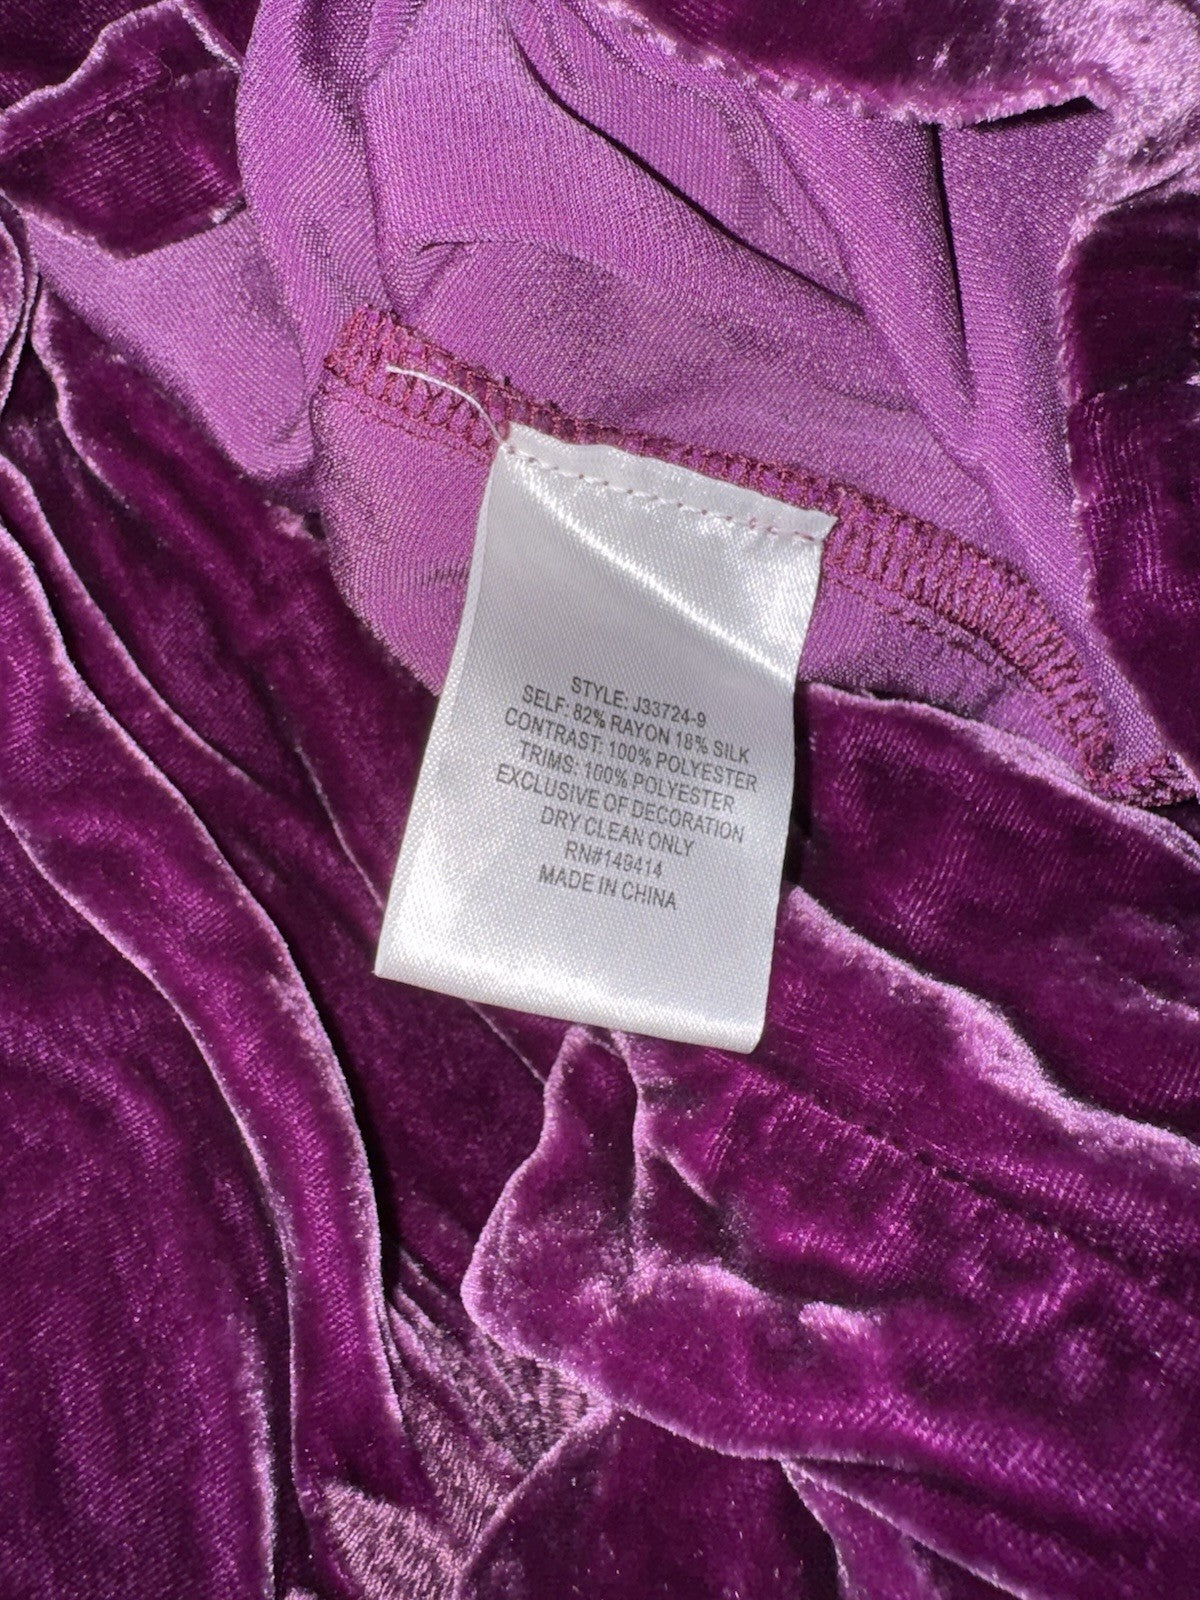 STYLE: J33724-9
SELF: 82% RAYON 18% SILK
CONTRAST: 100% POLYESTER
TRIMS: 100% POLYESTER
EXCLUSIVE OF DECORATION
DRY CLEAN ONLY
RN#149414
MADE IN CHINA